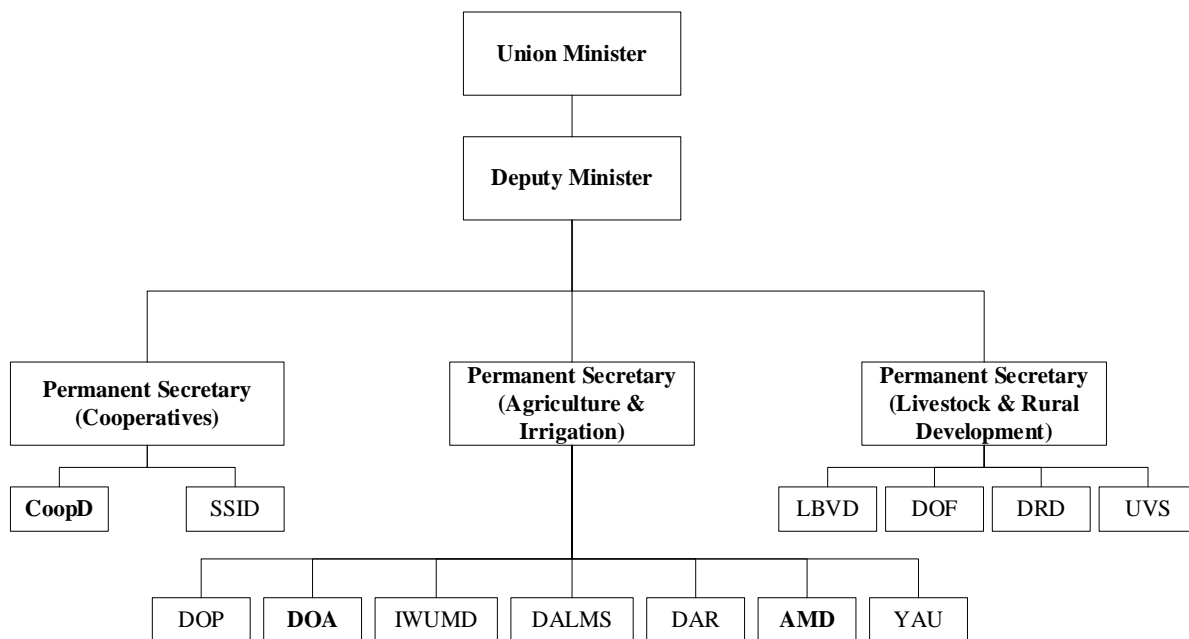 Union Minister
Deputy Minister
Permanent Secretary
(Cooperatives)
Permanent Secretary
(Agriculture &
Irrigation)
Permanent Secretary
(Livestock & Rural
Development)
CoopD
SSID
LBVD
DOF
DRD
UVS
DOP
DOA
IWUMD
DALMS
DAR
AMD
YAU